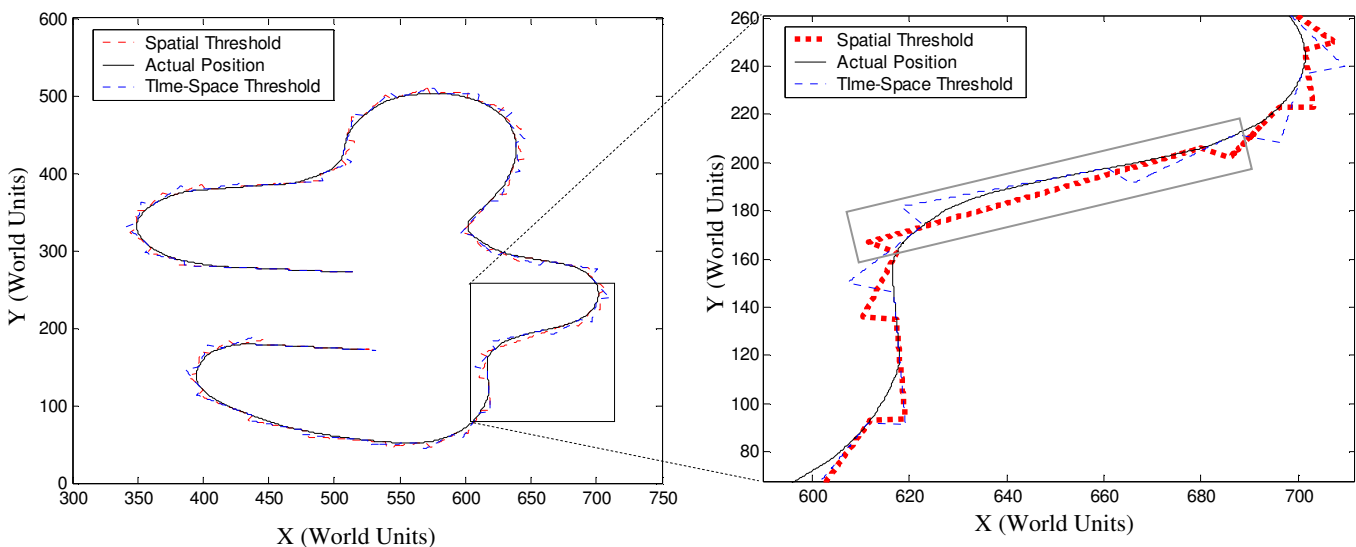 600
500
400
300
200
100
0
300 350 400 450 500 550 600 650 700 750
Y (World Units)
X (World Units)
Spatial Threshold
Actual Position
TIme-Space Threshold
260
240
220
200
180
160
140
120
100
80
600 620 640 660 680 700
Y (World Units)
X (World Units)
Spatial Threshold
Actual Position
TIme-Space Threshold